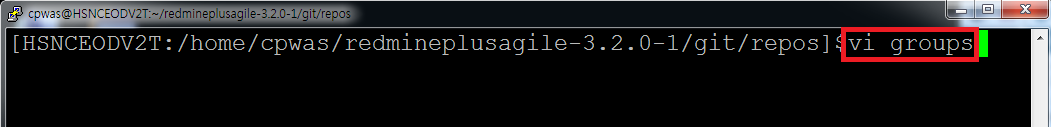 cpwas@HSNCEODV2T:~/redmineplusagile-3.2.0-1/git/repos
[HSNCEODV2T:/home/cpwas/redmineplusagile-3.2.0-1/git/repos]$vi groups